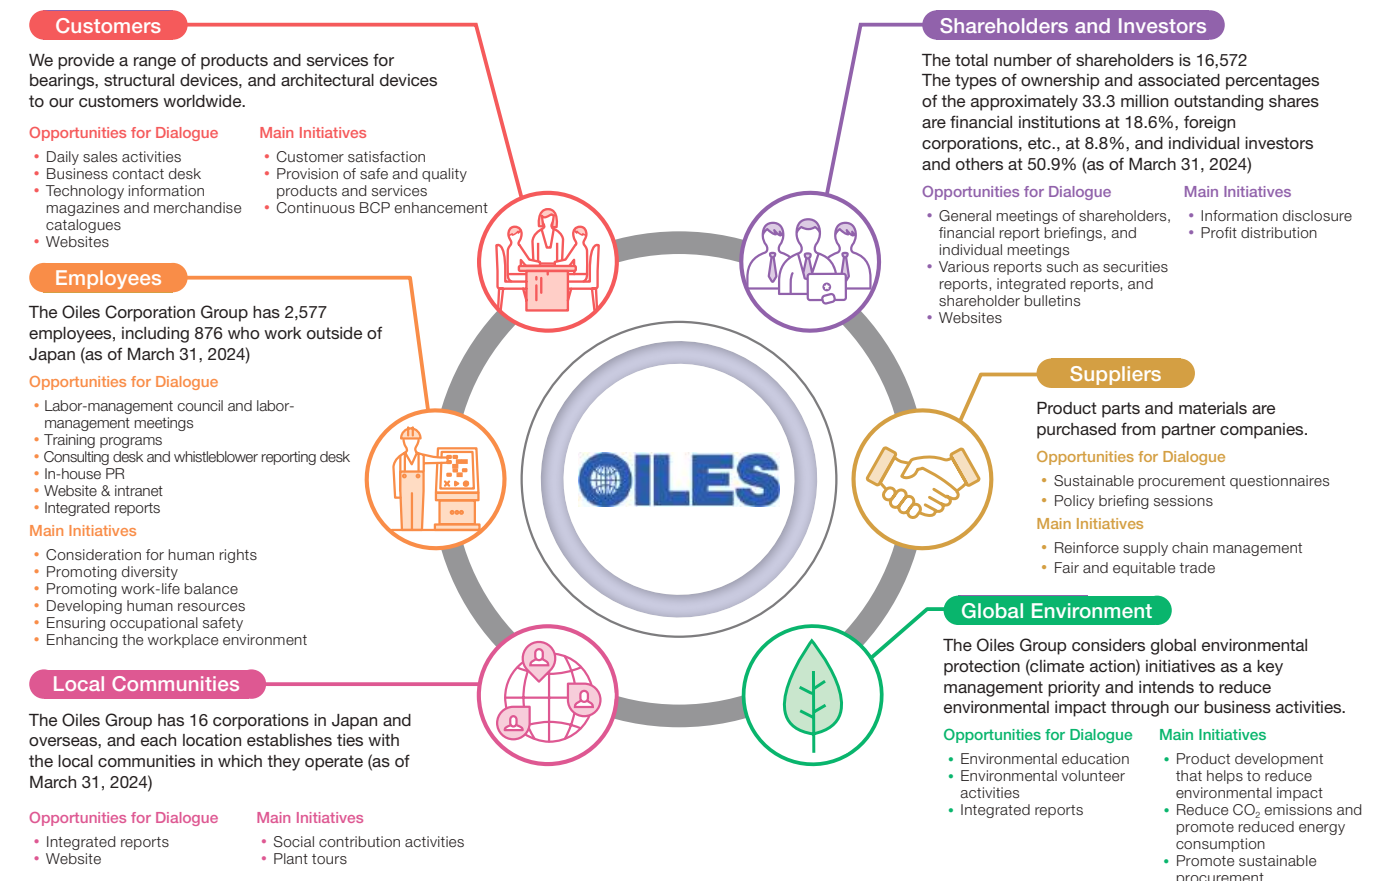 Customers
We provide a range of products and services for
bearings, structural devices, and architectural devices
to our customers worldwide.
Opportunities for Dialogue
• Daily sales activities
• Business contact desk
• Technology information
magazines and merchandise
catalogues
• Websites
Main Initiatives
• Customer satisfaction
• Provision of safe and quality
products and services
• Continuous BCP enhancement
Employees
The Oiles Corporation Group has 2,577
employees, including 876 who work outside of
Japan (as of March 31, 2024)
Opportunities for Dialogue
• Labor-management council and labor-
management meetings
• Training programs
• Consulting desk and whistleblower reporting desk
• In-house PR
• Website & intranet
• Integrated reports
Main Initiatives
• Consideration for human rights
• Promoting diversity
• Promoting work-life balance
• Developing human resources
• Ensuring occupational safety
• Enhancing the workplace environment
Local Communities
The Oiles Group has 16 corporations in Japan and
overseas, and each location establishes ties with
the local communities in which they operate (as of
March 31, 2024)
Opportunities for Dialogue
• Integrated reports
• Website
Main Initiatives
• Social contribution activities
• Plant tours
OILES
Shareholders and Investors
The total number of shareholders is 16,572
The types of ownership and associated percentages
of the approximately 33.3 million outstanding shares
are financial institutions at 18.6%, foreign
corporations, etc., at 8.8%, and individual investors
and others at 50.9% (as of March 31, 2024)
Opportunities for Dialogue
• General meetings of shareholders,
financial report briefings, and
individual meetings
• Various reports such as securities
reports, integrated reports, and
shareholder bulletins
• Websites
Main Initiatives
• Information disclosure
• Profit distribution
Suppliers
Product parts and materials are
purchased from partner companies.
Opportunities for Dialogue
• Sustainable procurement questionnaires
• Policy briefing sessions
Main Initiatives
• Reinforce supply chain management
• Fair and equitable trade
Global Environment
The Oiles Group considers global environmental
protection (climate action) initiatives as a key
management priority and intends to reduce
environmental impact through our business activities.
Opportunities for Dialogue
• Environmental education
• Environmental volunteer
activities
• Integrated reports
Main Initiatives
• Product development
that helps to reduce
environmental impact
• Reduce CO₂ emissions and
promote reduced energy
consumption
• Promote sustainable
procurement